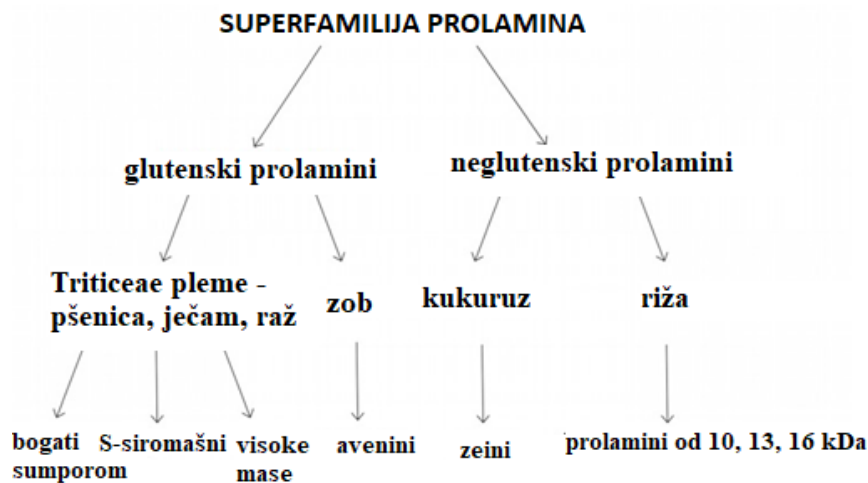 SUPERFAMILIJA PROLAMINA
glutenski prolamini
neglutenski prolamini
Triticeae pleme -
pšenica, ječam, raž
zob
kukuruz
riža
bogati
sumporom
S-siromašni
visoke
mase
avenini
zeini
prolamini od 10, 13, 16 kDa